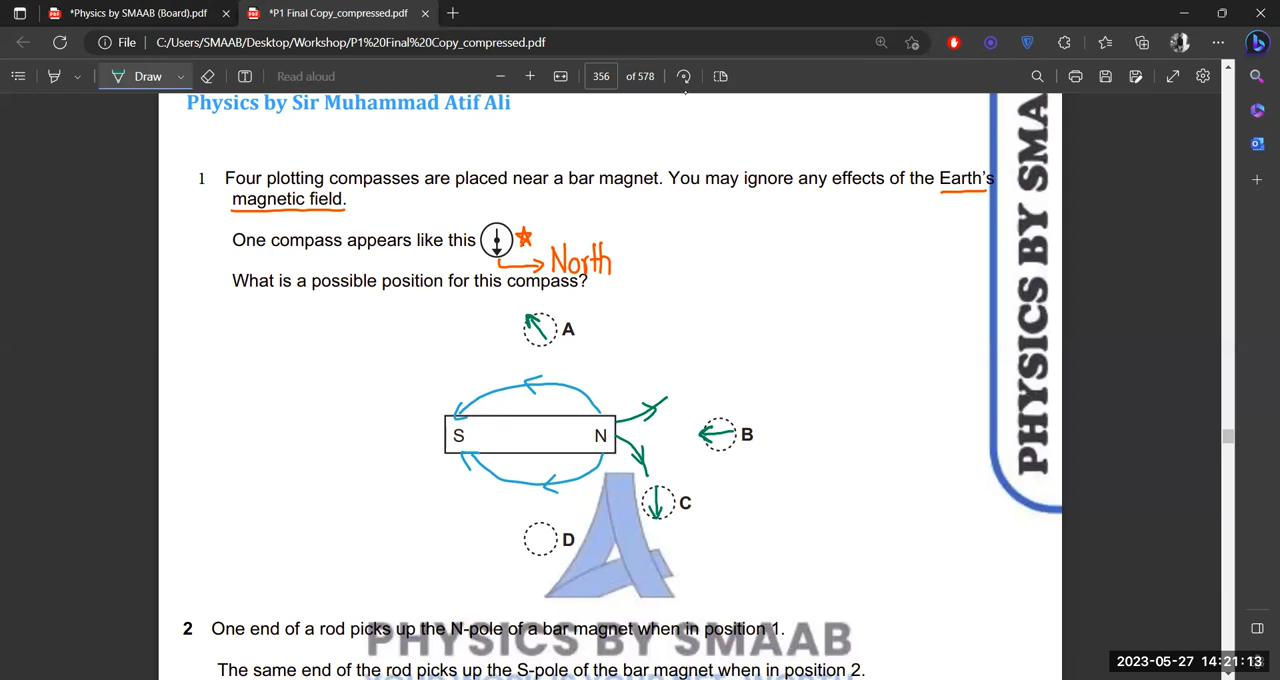 *Physics by SMAAB (Board).pdf
*P1 Final Copy_compressed.pdf
File
C:/Users/SMAAB/Desktop/Workshop/P1%20Final%20Copy_compressed.pdf
Draw
Read aloud
356 of 578
Physics by Sir Muhammad Atif Ali
PHYSICS BY SMA
1 Four plotting compasses are placed near a bar magnet. You may ignore any effects of the Earth's
magnetic field.
One compass appears like this
North
What is a possible position for this compass?
A
S N
B
C
D
2 One end of a rod picks up the N-pole of a bar magnet when in position 1.
PHYSICS BY SMAAB
The same end of the rod picks up the S-pole of the bar magnet when in position 2.
2023-05-27 14:21:13